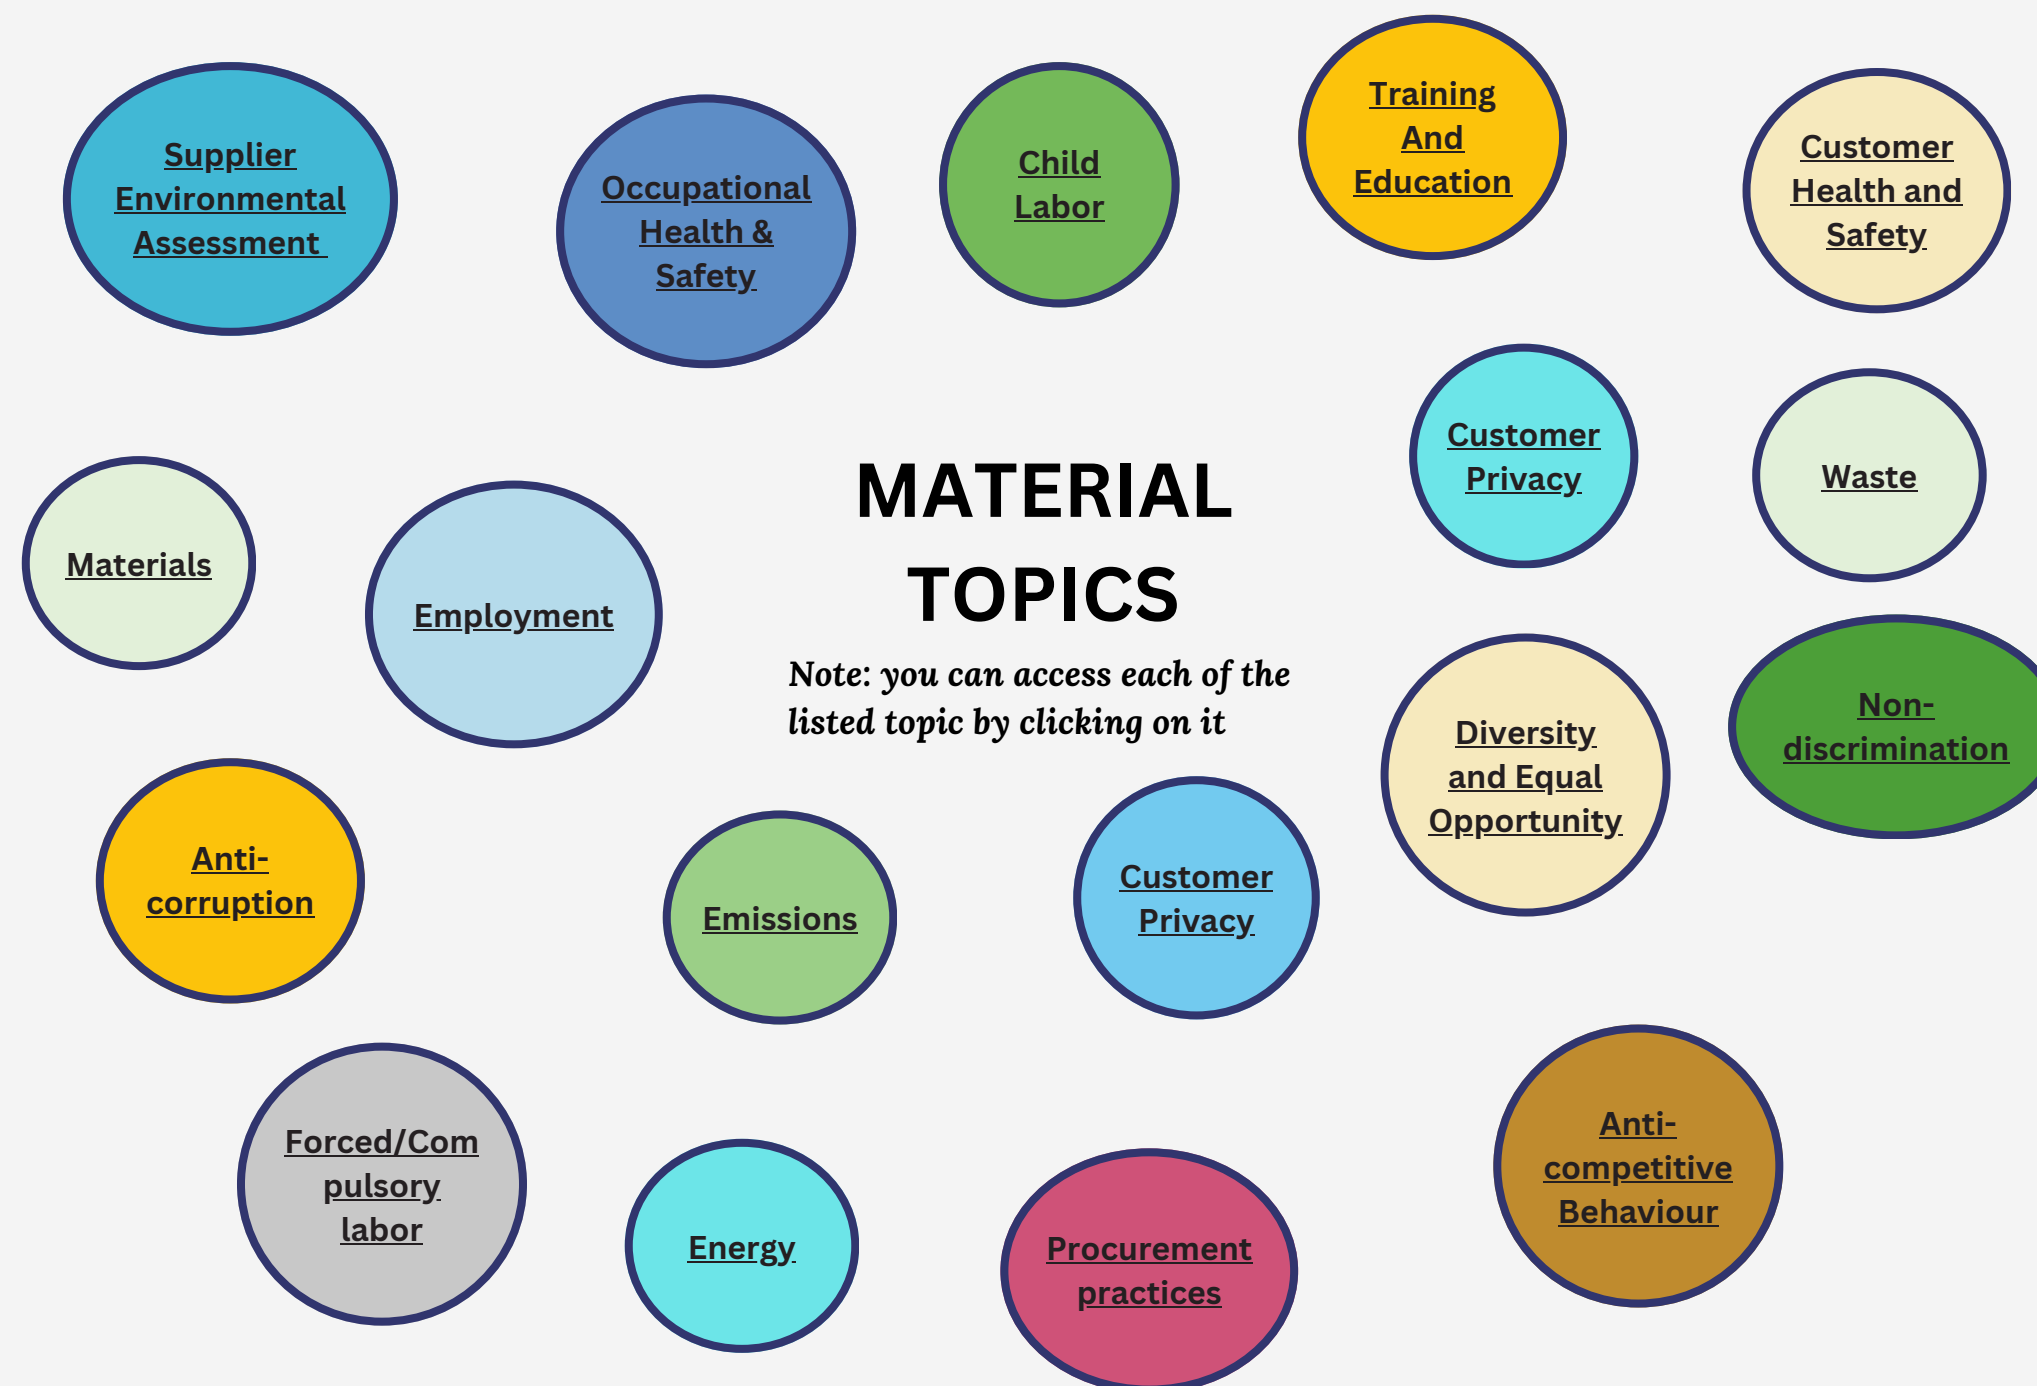 Supplier
Environmental
Assessment
Occupational
Health &
Safety
Child
Labor
Training
And
Education
Customer
Health and
Safety
Customer
Privacy
Waste
Materials
Employment
MATERIAL
TOPICS
Note: you can access each of the
listed topic by clicking on it
Diversity
and Equal
Opportunity
Non-
discrimination
Anti-
corruption
Emissions
Customer
Privacy
Forced/Com
pulsory
labor
Energy
Procurement
practices
Anti-
competitive
Behaviour